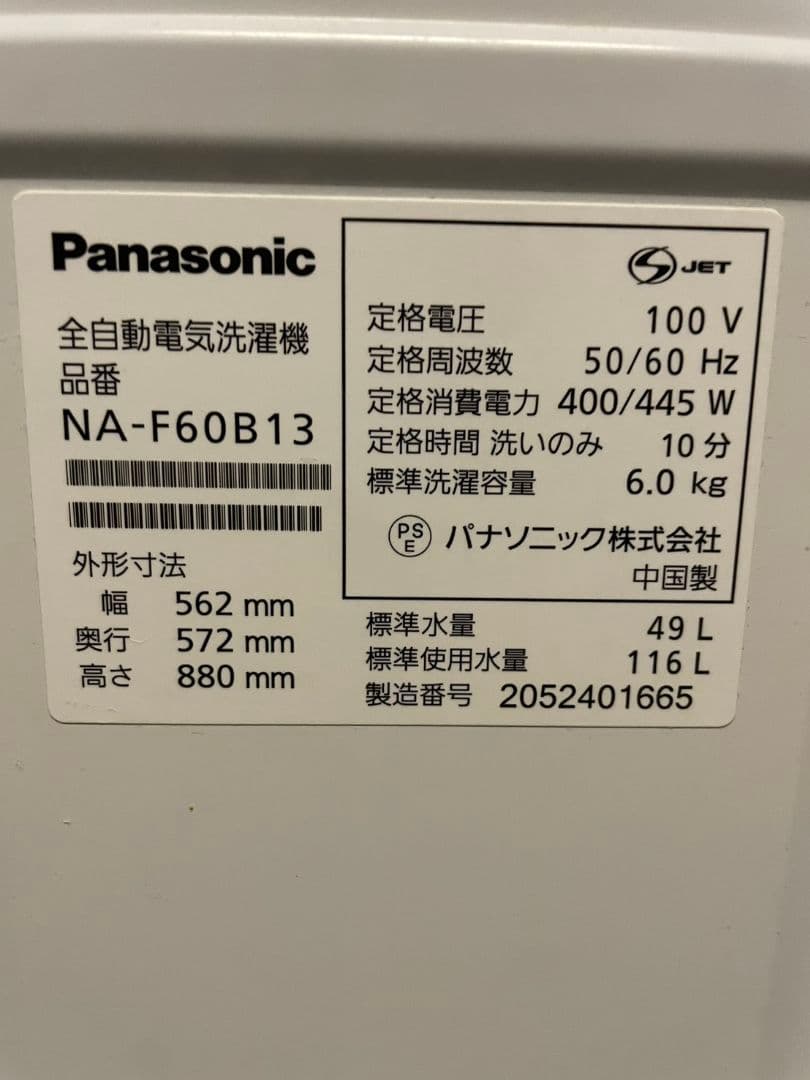 Panasonic
全自動電気洗濯機
品番
NA-F60B13
外形寸法
幅 562 mm
奥行 572 mm
高さ 880 mm
S JET
定格電圧 100 V
定格周波数 50/60 Hz
定格消費電力 400/445 W
定格時間 洗いのみ 10 分
標準洗濯容量 6.0 kg
PS E パナソニック株式会社
中国製
標準水量 49 L
標準使用水量 116 L
製造番号 2052401665